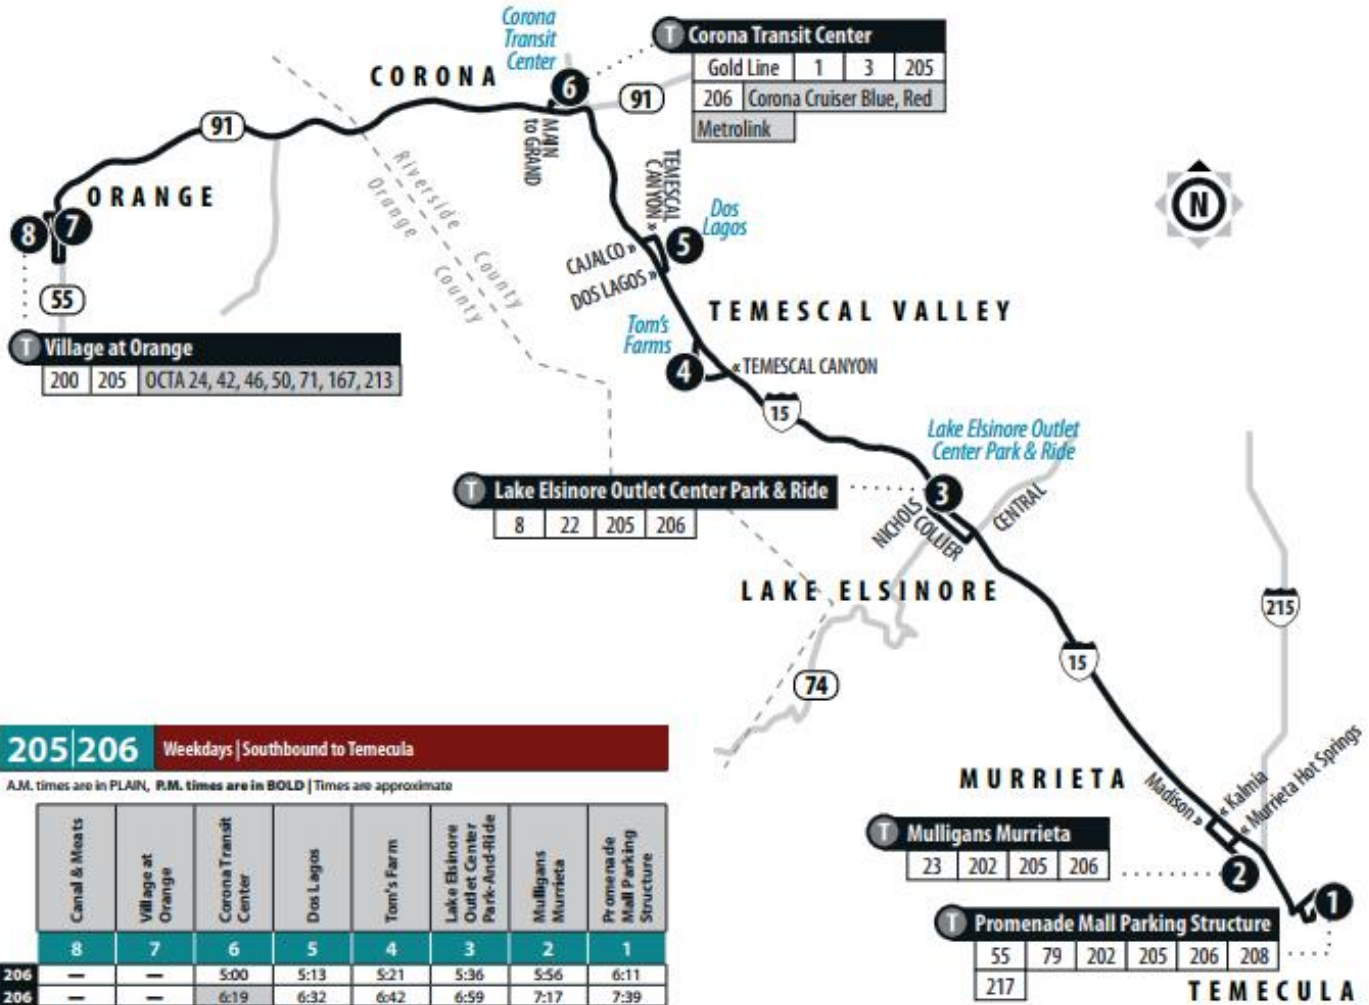 Corona
Transit
Center
T Corona Transit Center
Gold Line 1 3 205
206 Corona Cruiser Blue, Red
Metrolink
CORONA
6
91
91
MAIN
to GRAND
TEMESCAL
CANYON »
Riverside County
Orange County
ORANGE
8 7
55
N
Dos
Lagos
5
CAJALCO »
DOS LAGOS »
TEMESCAL VALLEY
T Village at Orange
200 205 OCTA 24, 42, 46, 50, 71, 167, 213
Tom's
Farms
4
« TEMESCAL CANYON
15
Lake Elsinore Outlet
Center Park & Ride
T Lake Elsinore Outlet Center Park & Ride
8 22 205 206
3
NICHOLS
COLLIER
CENTRAL
LAKE ELSINORE
215
15
74
MURRIETA
Madison »
« Kalmia
« Murrieta Hot Springs
T Mulligans Murrieta
23 202 205 206
2
1
T Promenade Mall Parking Structure
55 79 202 205 206 208
217
TEMECULA
205|206 Weekdays | Southbound to Temecula
A.M. times are in PLAIN, P.M. times are in BOLD | Times are approximate
Canal & Meats
Village at
Orange
Corona Transit
Center
Dos Lagos
Tom's Farm
Lake Elsinore
Outlet Center
Park-And-Ride
Mulligans
Murrieta
Promenade
Mall Parking
Structure
8 7 6 5 4 3 2 1
206 — — 5:00 5:13 5:21 5:36 5:56 6:11
206 — — 6:19 6:32 6:42 6:59 7:17 7:39